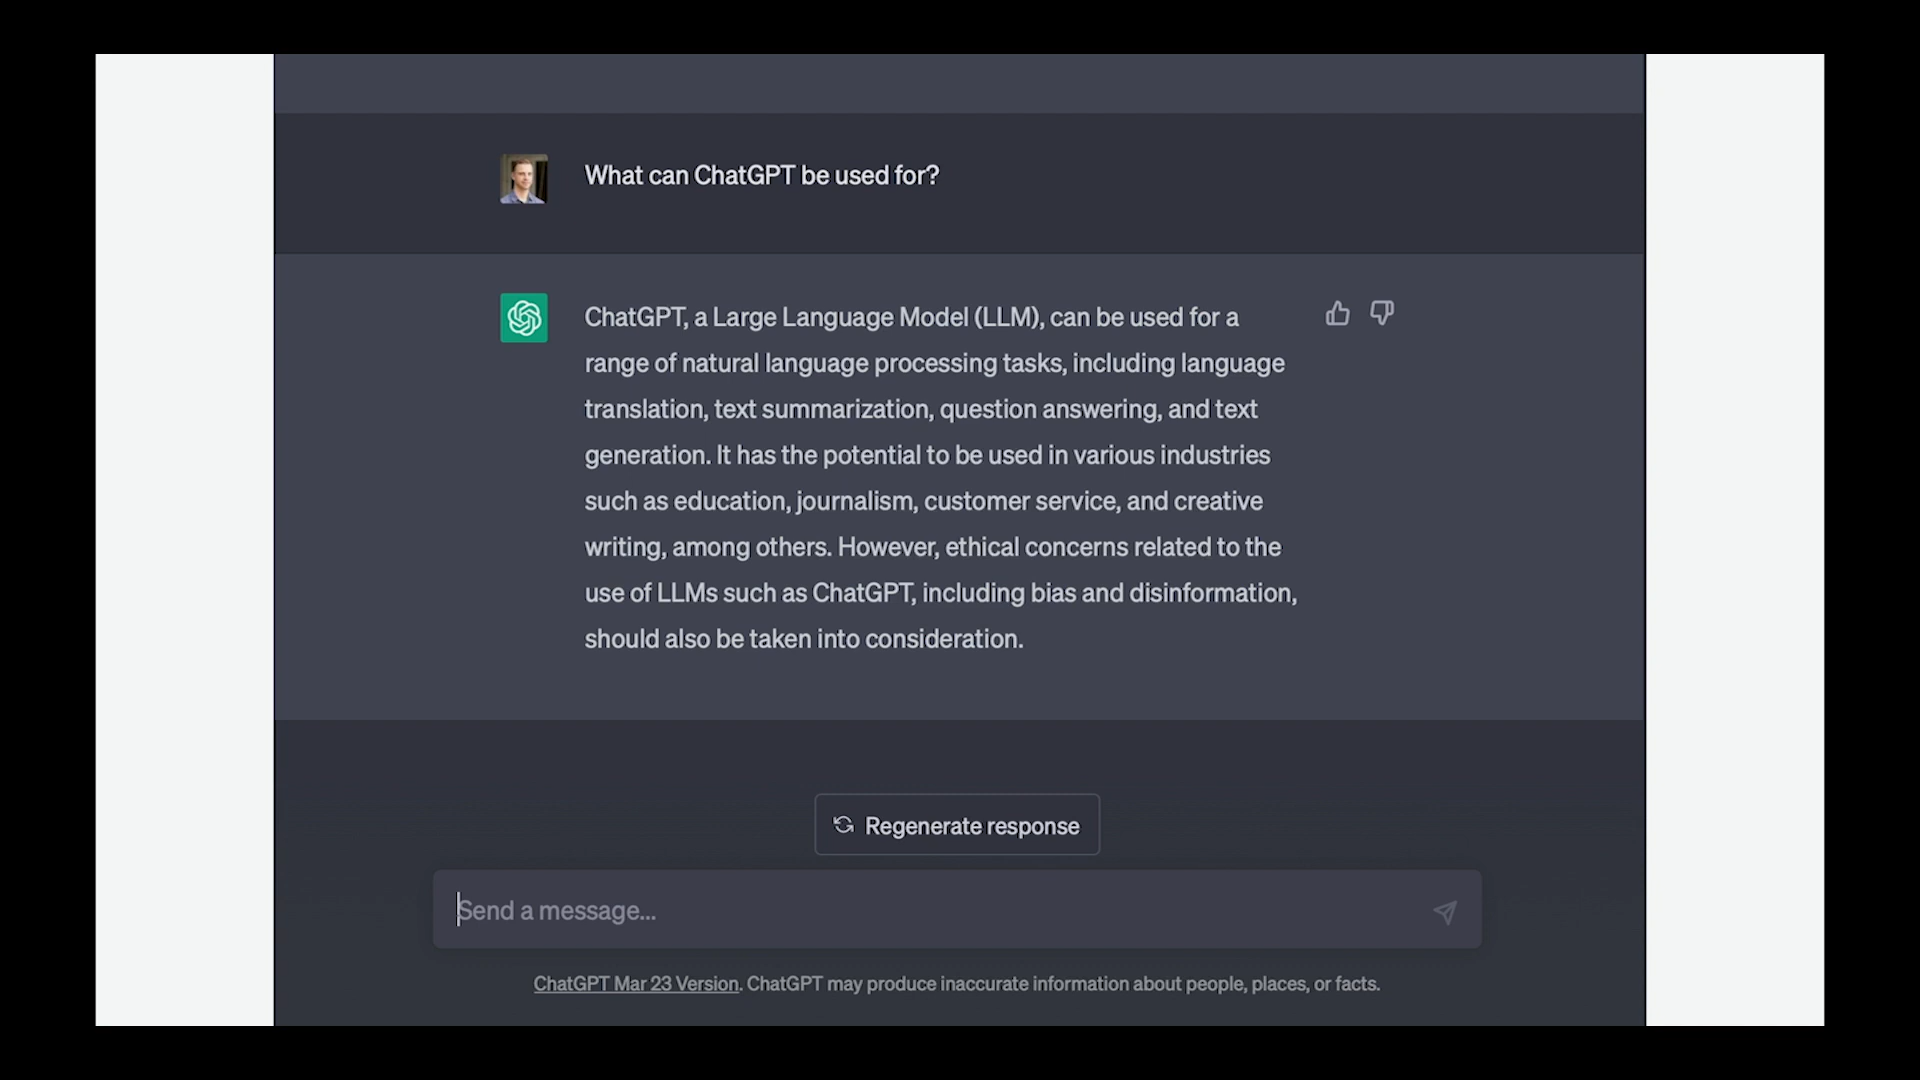 What can ChatGPT be used for?
ChatGPT, a Large Language Model (LLM), can be used for a
range of natural language processing tasks, including language
translation, text summarization, question answering, and text
generation. It has the potential to be used in various industries
such as education, journalism, customer service, and creative
writing, among others. However, ethical concerns related to the
use of LLMs such as ChatGPT, including bias and disinformation,
should also be taken into consideration.
Regenerate response
Send a message...
ChatGPT Mar 23 Version. ChatGPT may produce inaccurate information about people, places, or facts.